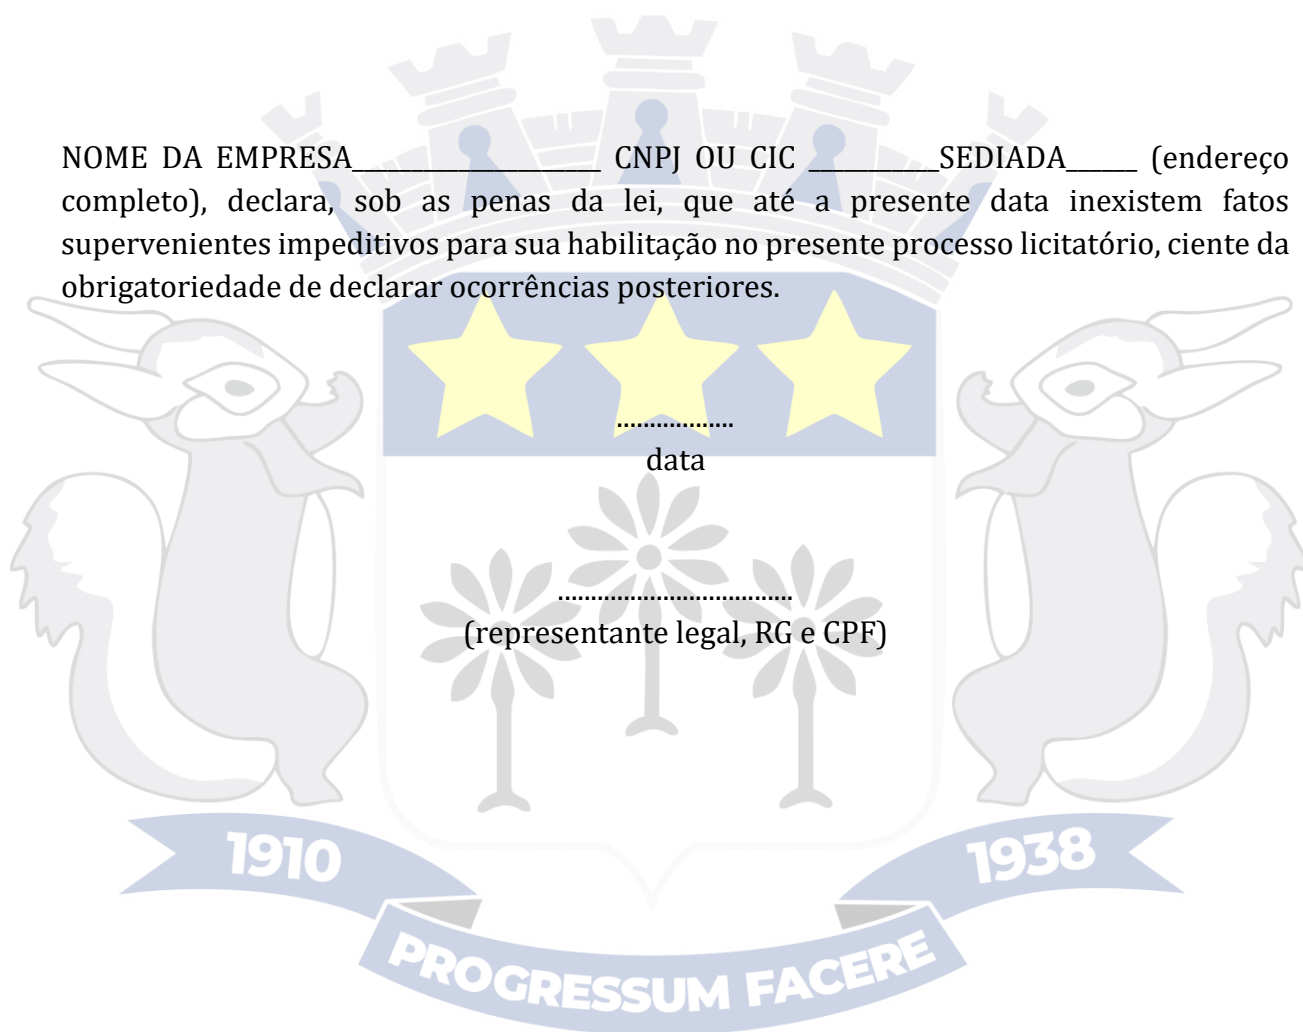 NOME DA EMPRESA_____________________ CNPJ OU CIC ___________SEDIADA______ (endereço
completo), declara, sob as penas da lei, que até a presente data inexistem fatos
supervenientes impeditivos para sua habilitação no presente processo licitatório, ciente da
obrigatoriedade de declarar ocorrências posteriores.
..................
data
....................................
(representante legal, RG e CPF)
1910
1938
PROGRESSUM FACERE